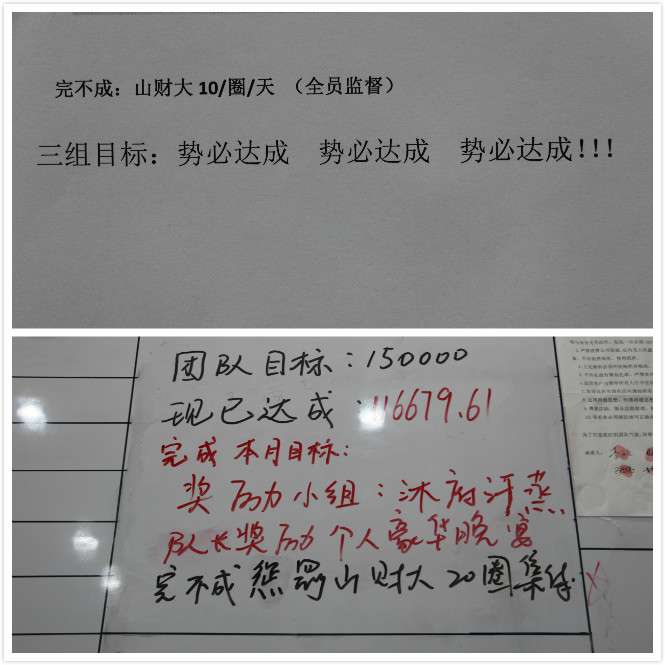 完不成：山财大 10/圈/天 （全员监督）
三组目标：势必达成 势必达成 势必达成!!!
团队目标：150000
现已达成：116679.61
完成本月目标：
奖励小组：沐府汗蒸
队长奖励个人豪华晚宴
完不成惩罚山财大20圈集体